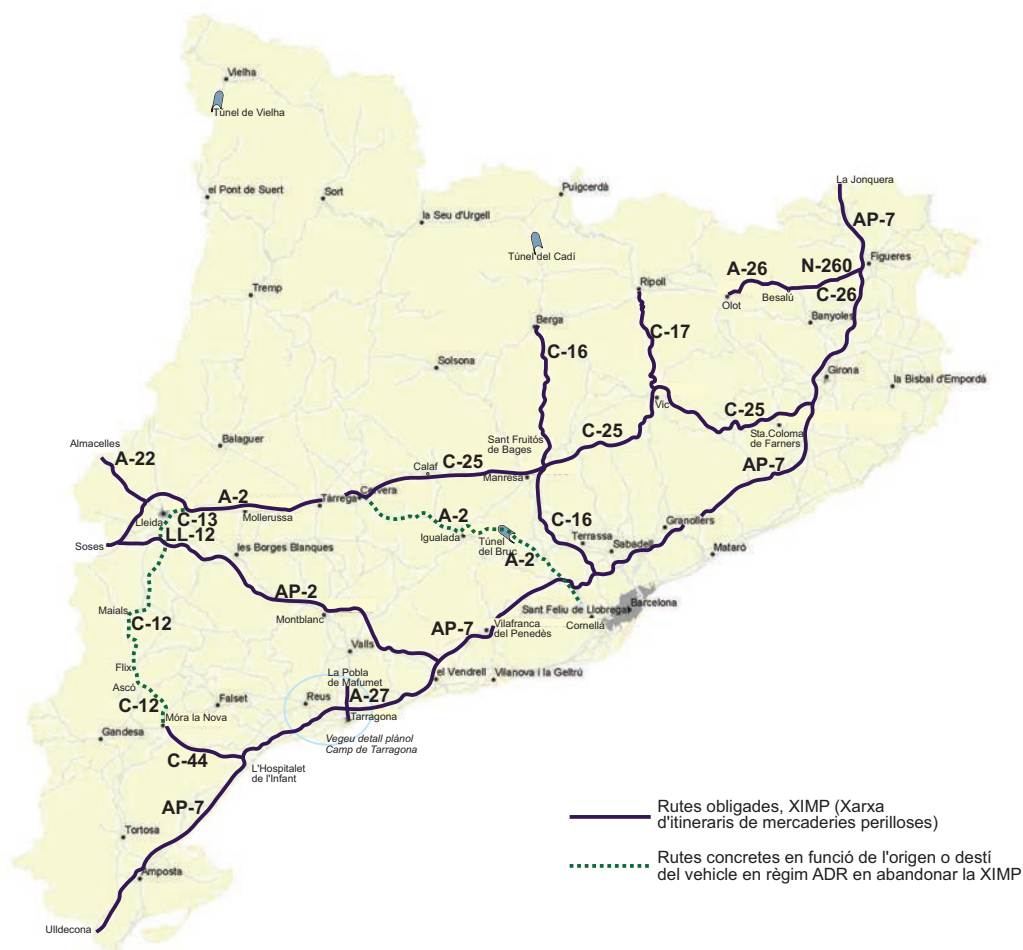 Vielha
Túnel de Vielha
el Pont de Suert
Sort
la Seu d'Urgell
Puigcerdà
La Jonquera
AP-7
Túnel del Cadí
Ripoll
A-26
N-260
Figueres
C-26
Olot
Besalú
Banyoles
Tremp
Berga
C-16
C-17
Solsona
Girona
la Bisbal d'Empordà
Vic
C-25
Sta.Coloma
de Farners
Almacelles
A-22
Balaguer
Sant Fruitós
de Bages
C-25
Calaf
C-25
Manresa
AP-7
A-2
Tàrrega
Cervera
Lleida
C-13
Mollerussa
LL-12
Soses
les Borges Blanques
A-2
Igualada
Túnel
del Bruc
A-2
C-16
Terrassa
Sabadell
Granollers
Mataró
Maials
C-12
AP-2
Montblanc
Sant Feliu de Llobregat
Barcelona
Cornellà
AP-7
Vilafranca
del Penedès
Valls
Flix
Ascó
C-12
Falset
La Pobla
de Mafumet
Reus
A-27
Tarragona
el Vendrell
Vilanova i la Geltrú
Móra la Nova
Gandesa
Vegeu detall plànol
Camp de Tarragona
C-44
L'Hospitalet
de l'Infant
AP-7
Tortosa
Amposta
Ulldecona
Rutes obligades, XIMP (Xarxa
d'itineraris de mercaderies perilloses)
Rutes concretes en funció de l'origen o destí
del vehicle en règim ADR en abandonar la XIMP